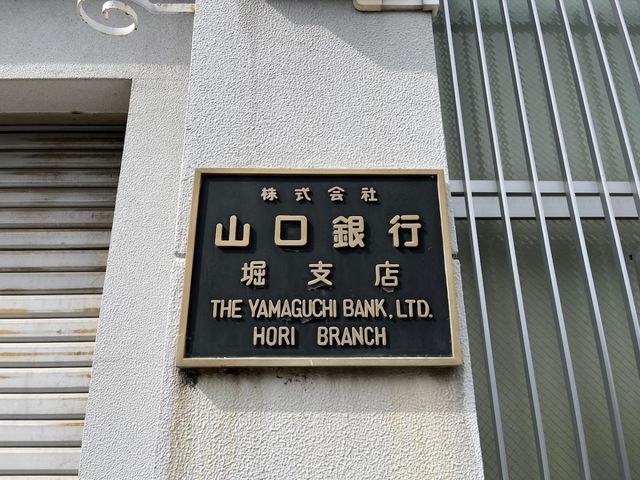 株式会社
山口銀行
堀支店
THE YAMAGUCHI BANK, LTD.
HORI BRANCH